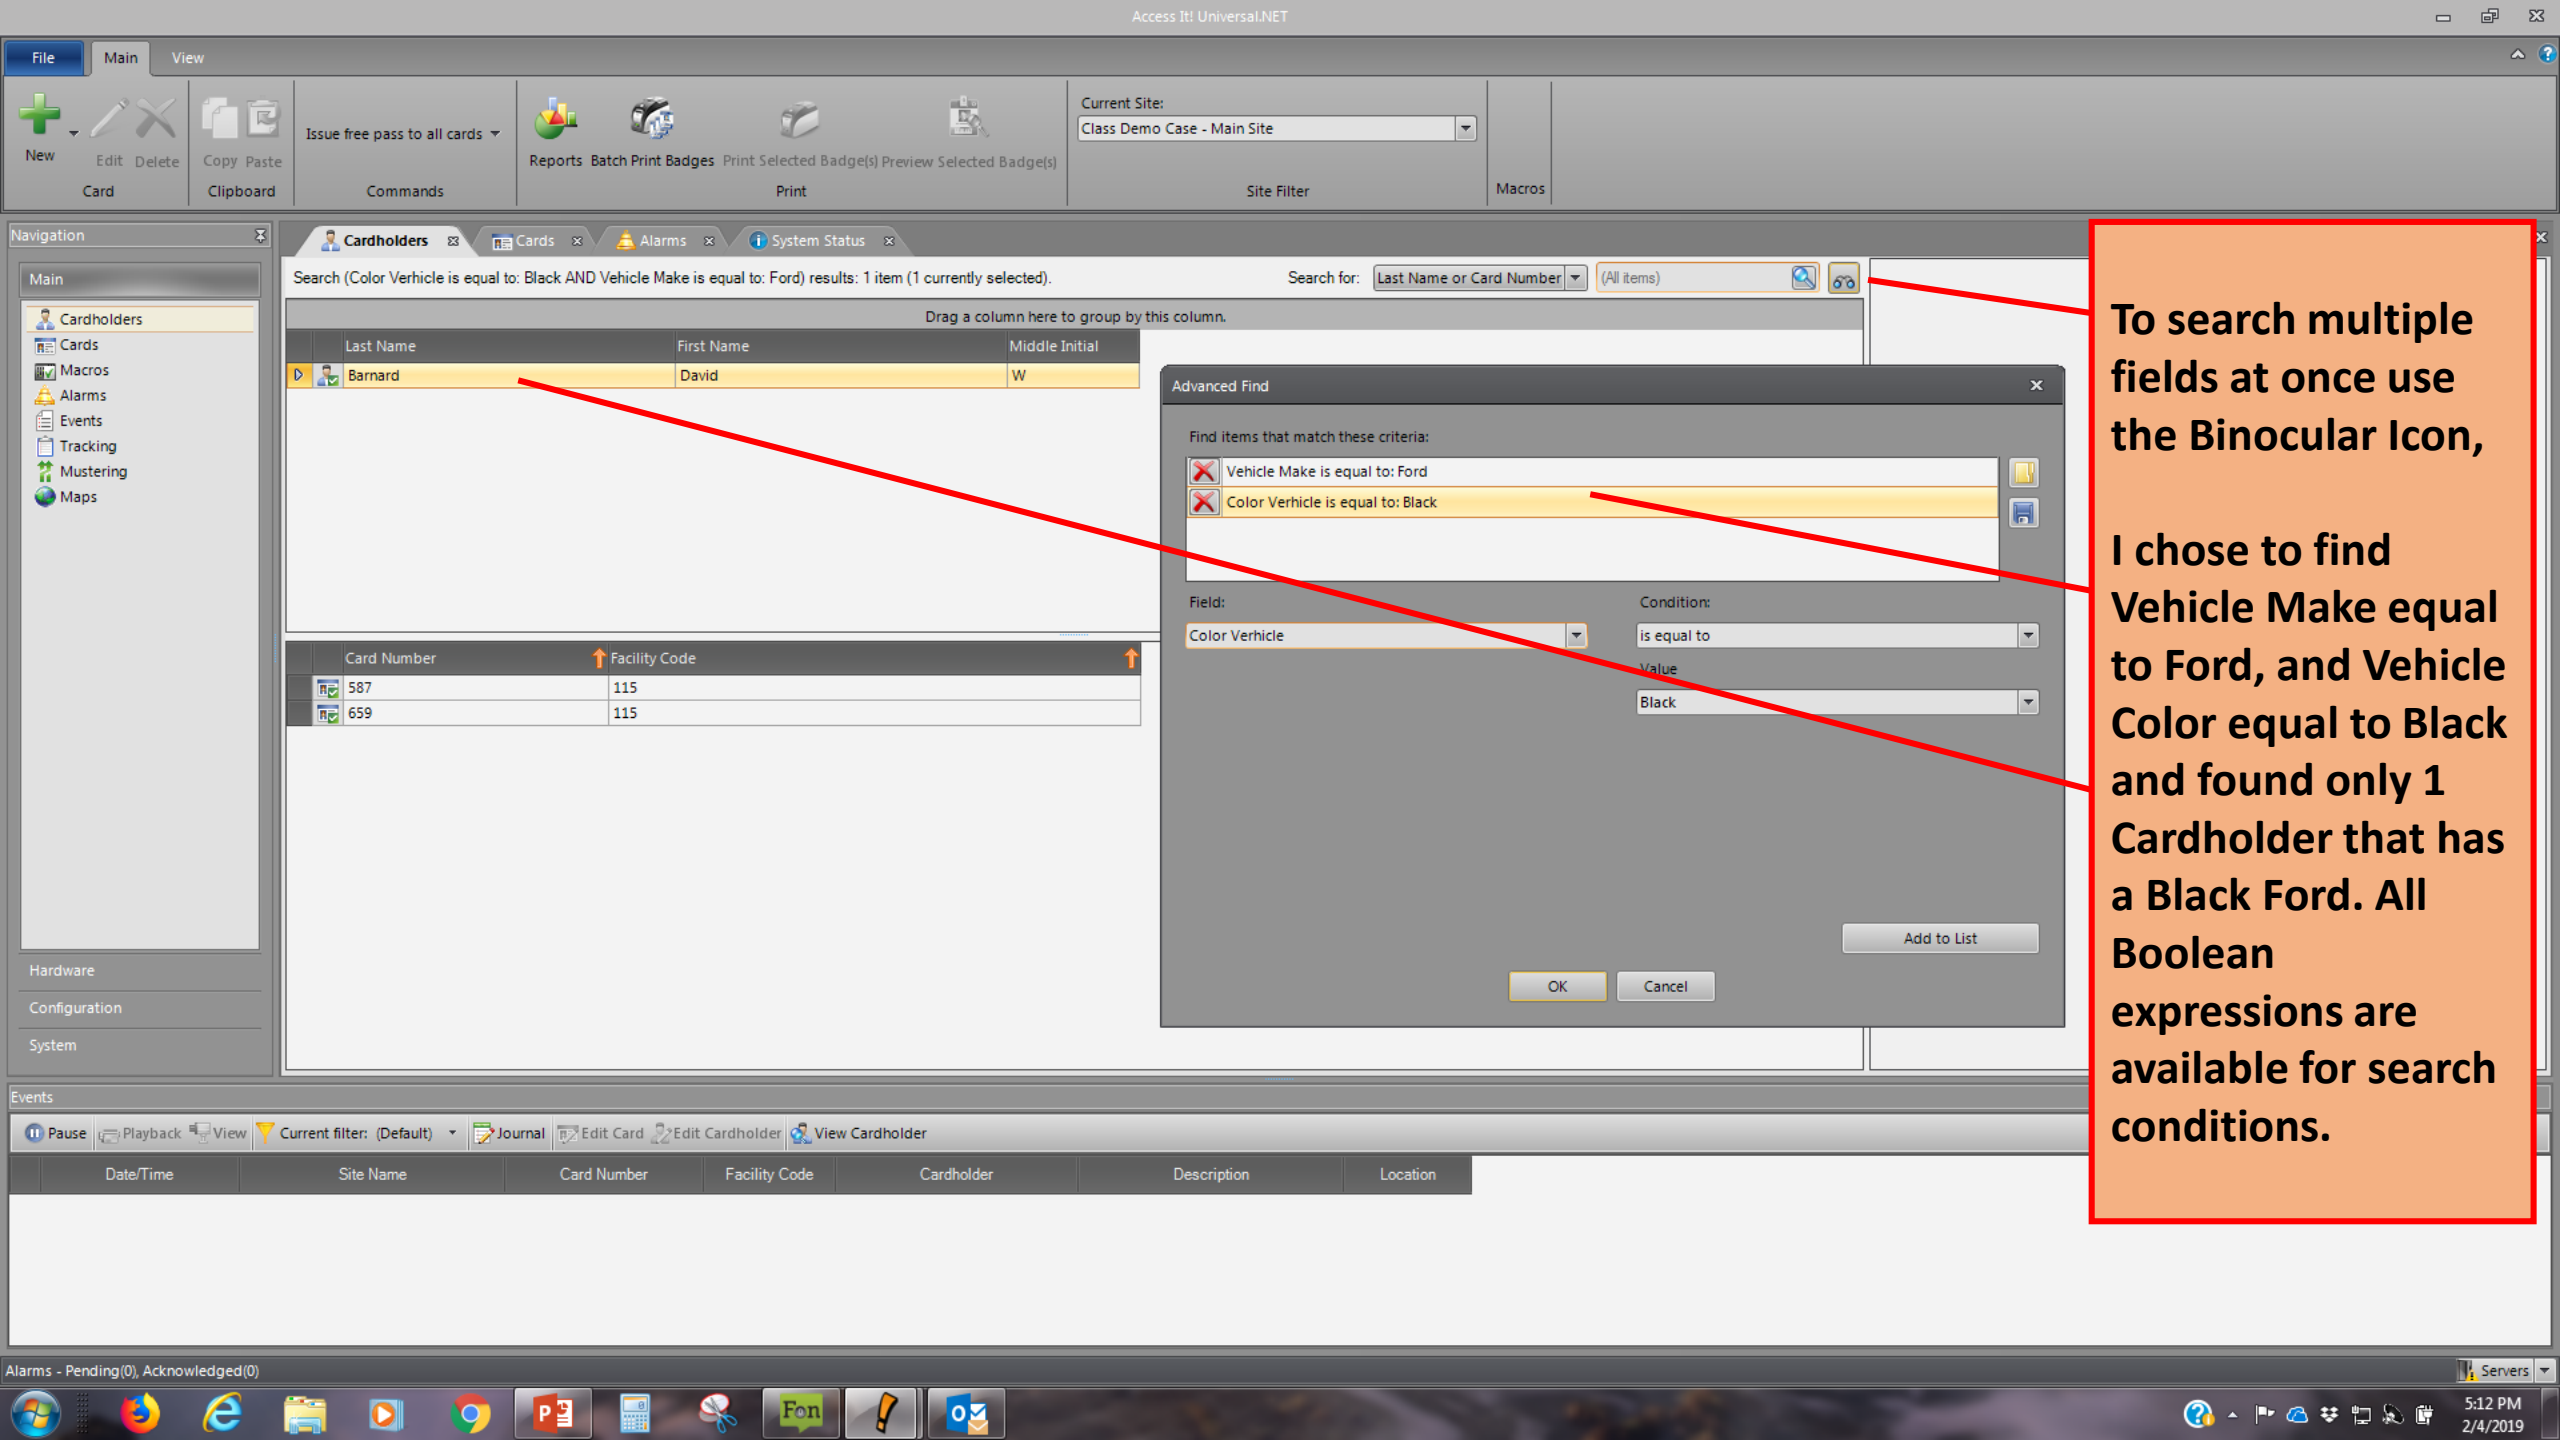 Access It! Universal.NET
File Main View
New Edit Delete Copy Paste
Issue free pass to all cards
Reports Batch Print Badges Print Selected Badge(s) Preview Selected Badge(s)
Current Site:
Class Demo Case - Main Site
Card Clipboard Commands Print Site Filter Macros
Navigation
Main
Cardholders
Cards
Macros
Alarms
Events
Tracking
Mustering
Maps
Hardware
Configuration
System
Cardholders Cards Alarms System Status
Search (Color Verhicle is equal to: Black AND Vehicle Make is equal to: Ford) results: 1 item (1 currently selected).
Search for: Last Name or Card Number (All items)
Drag a column here to group by this column.
Last Name First Name Middle Initial
Barnard David W
Card Number Facility Code
587 115
659 115
Advanced Find
Find items that match these criteria:
Vehicle Make is equal to: Ford
Color Verhicle is equal to: Black
Field: Condition:
Color Verhicle is equal to
Value
Black
Add to List
OK Cancel
To search multiple
fields at once use
the Binocular Icon,
I chose to find
Vehicle Make equal
to Ford, and Vehicle
Color equal to Black
and found only 1
Cardholder that has
a Black Ford. All
Boolean
expressions are
available for search
conditions.
Events
Pause Playback View Current filter: (Default) Journal Edit Card Edit Cardholder View Cardholder
Date/Time Site Name Card Number Facility Code Cardholder Description Location
Alarms - Pending(0), Acknowledged(0)
Servers
Fon
5:12 PM
2/4/2019